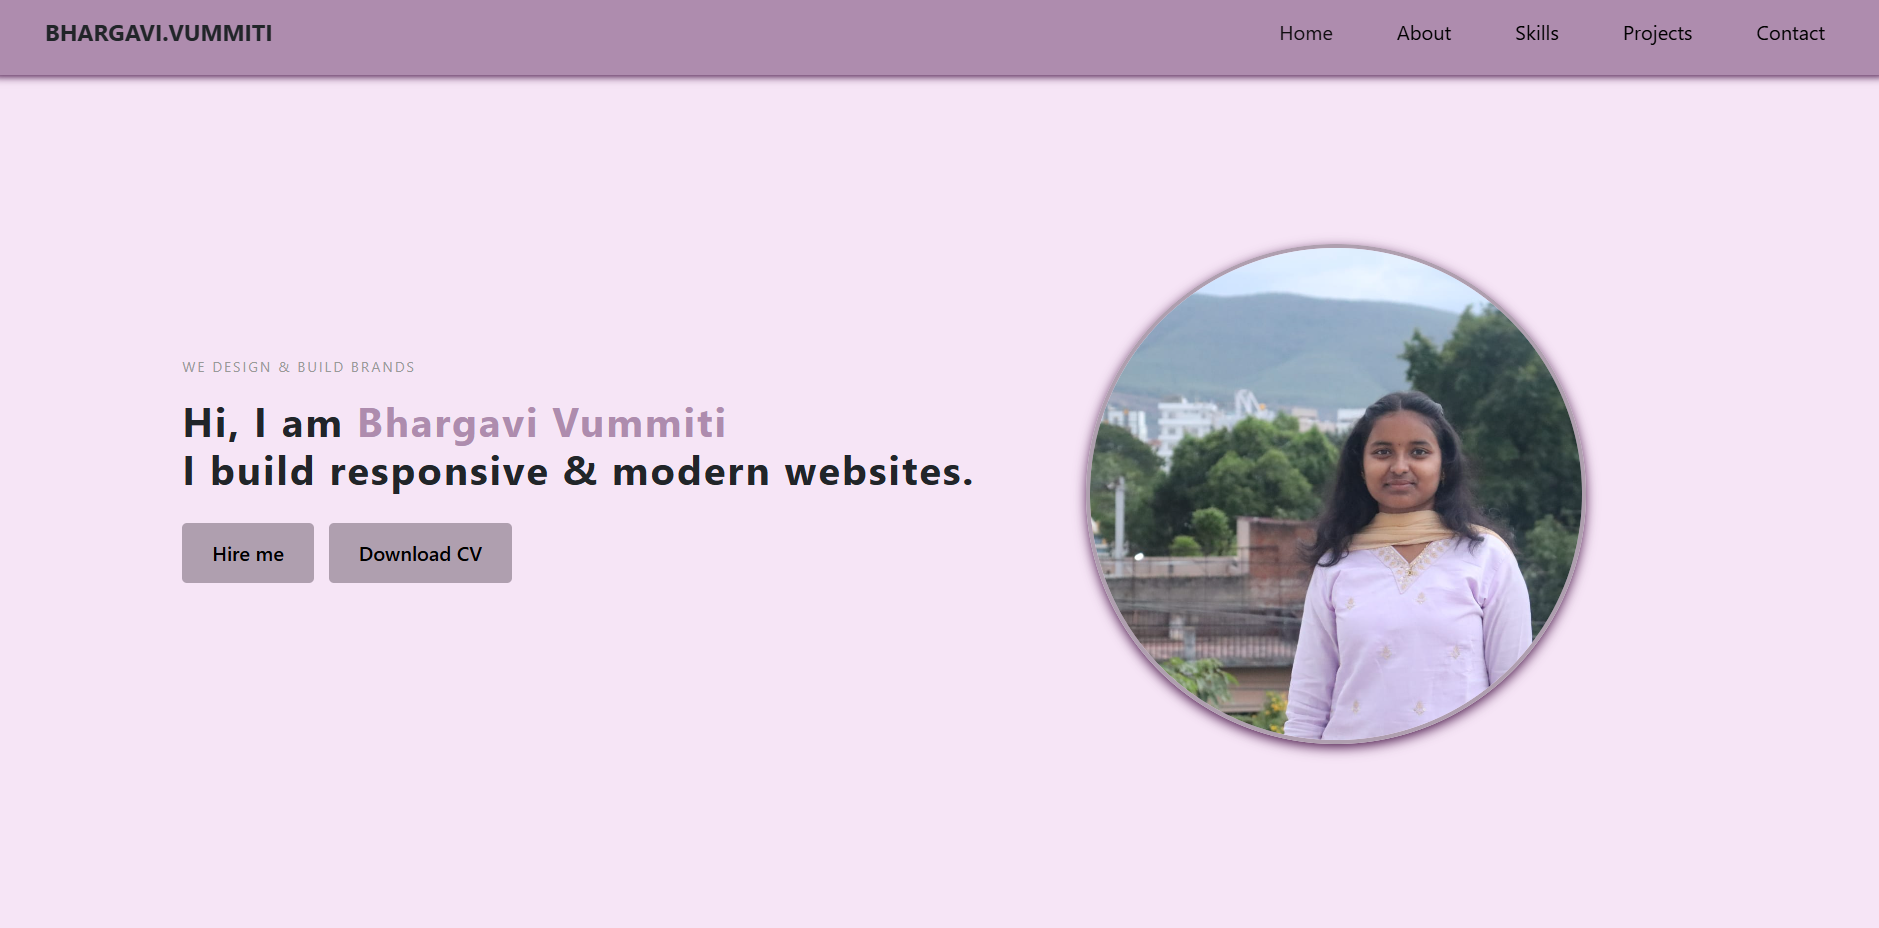 BHARGAVI.VUMMITI
Home About Skills Projects Contact
WE DESIGN & BUILD BRANDS
Hi, I am Bhargavi Vummiti
I build responsive & modern websites.
Hire me
Download CV